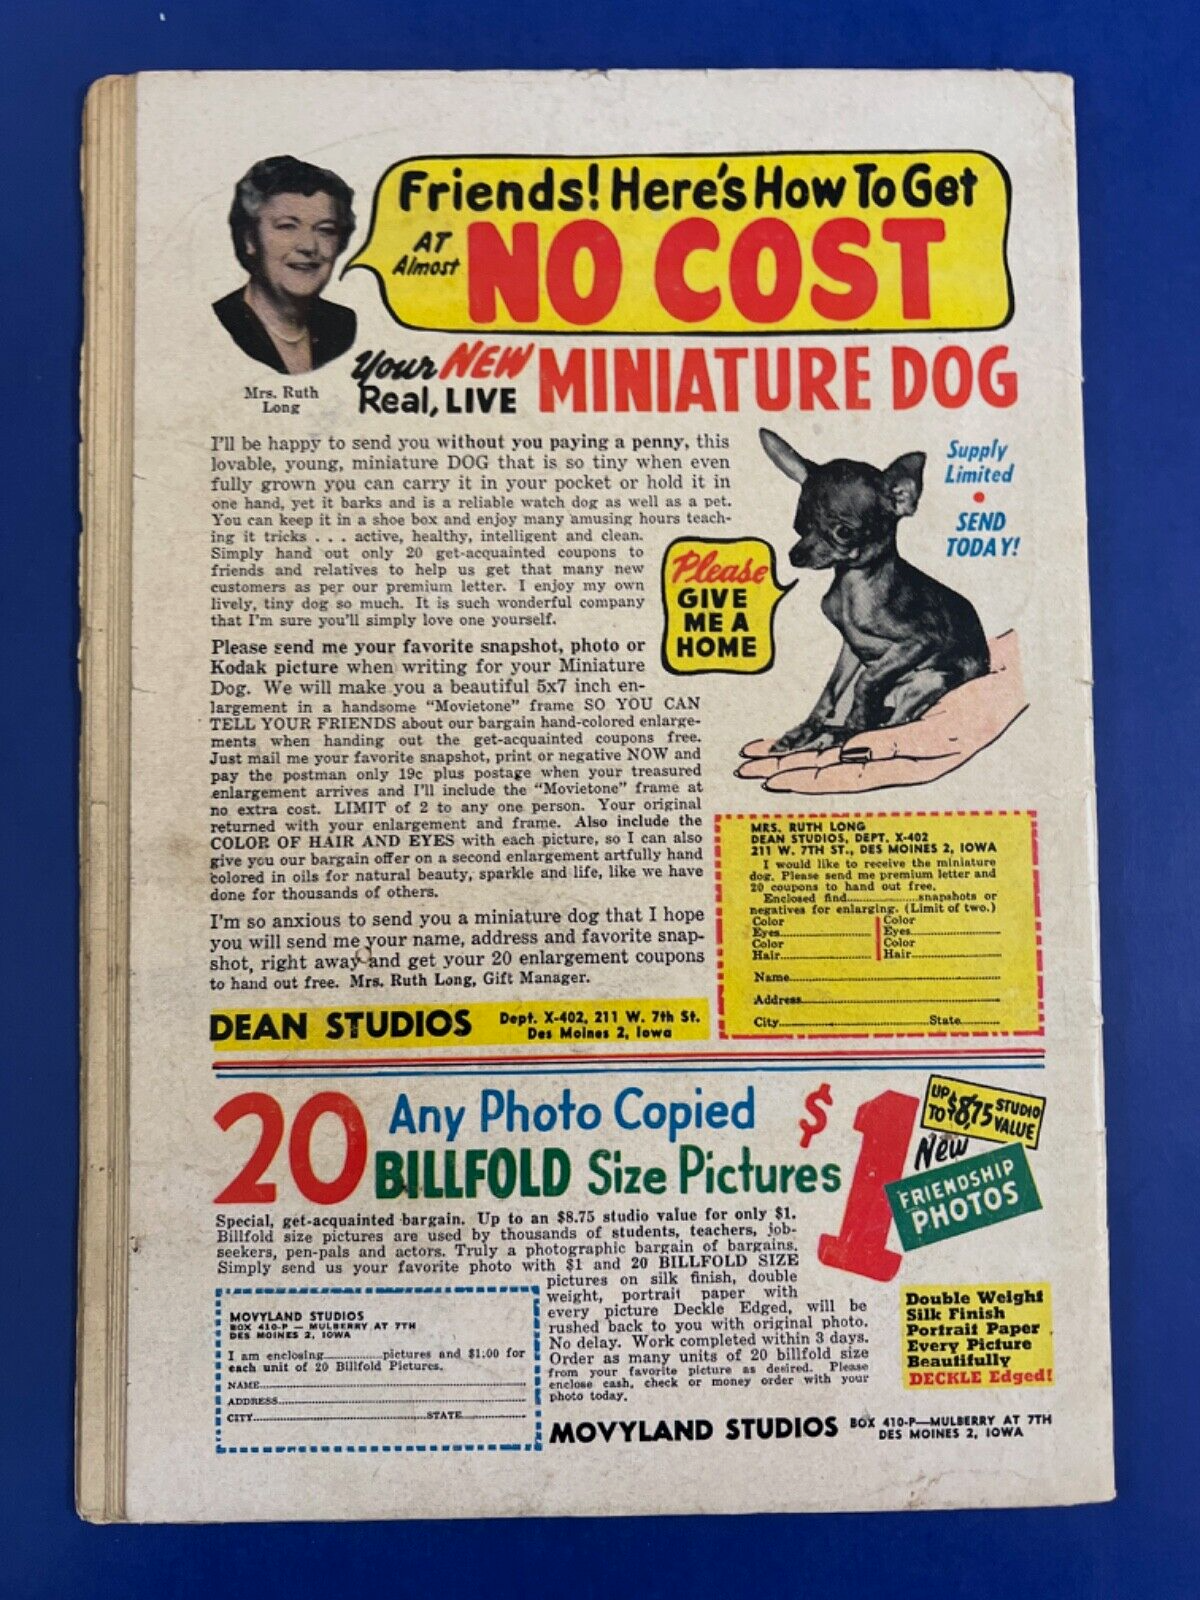 Friends! Here's How To Get
AT Almost NO COST
Mrs. Ruth
Long
Your NEW
Real, LIVE MINIATURE DOG
I'll be happy to send you without you paying a penny, this
lovable, young, miniature DOG that is so tiny when even
fully grown you can carry it in your pocket or hold it in
one hand, yet it barks and is a reliable watch dog as well as a pet.
You can keep it in a shoe box and enjoy many amusing hours teach-
ing it tricks . . . active, healthy, intelligent and clean.
Simply hand out only 20 get-acquainted coupons to
friends and relatives to help us get that many new
customers as per our premium letter. I enjoy my own
lively, tiny dog so much. It is such wonderful company
that I'm sure you'll simply love one yourself.
Supply
Limited
•
SEND
TODAY!
Please
GIVE
ME A
HOME
Please send me your favorite snapshot, photo or
Kodak picture when writing for your Miniature
Dog. We will make you a beautiful 5x7 inch en-
largement in a handsome "Movietone" frame SO YOU CAN
TELL YOUR FRIENDS about our bargain hand-colored enlarge-
ments when handing out the get-acquainted coupons free.
Just mail me your favorite snapshot, print or negative NOW and
pay the postman only 19c plus postage when your treasured
enlargement arrives and I'll include the "Movietone" frame at
no extra cost. LIMIT of 2 to any one person. Your original
returned with your enlargement and frame. Also include the
COLOR OF HAIR AND EYES with each picture, so I can also
give you our bargain offer on a second enlargement artfully hand
colored in oils for natural beauty, sparkle and life, like we have
done for thousands of others.
I'm so anxious to send you a miniature dog that I hope
you will send me your name, address and favorite snap-
shot, right away and get your 20 enlargement coupons
to hand out free. Mrs. Ruth Long, Gift Manager.
DEAN STUDIOS Dept. X-402, 211 W. 7th St.
Des Moines 2, Iowa
MRS. RUTH LONG
DEAN STUDIOS, DEPT. X-402
211 W. 7TH ST., DES MOINES 2, IOWA
I would like to receive the miniature
dog. Please send me premium letter and
20 coupons to hand out free.
Enclosed find..........snapshots or
negatives for enlarging. (Limit of two.)
Color Color
Eyes.......... Eyes..........
Color Color
Hair.......... Hair..........
Name..........
Address..........
City.......... State..........
20 Any Photo Copied
BILLFOLD Size Pictures
$1
UP TO $8.75 STUDIO VALUE
New
FRIENDSHIP
PHOTOS
Special, get-acquainted bargain. Up to an $8.75 studio value for only $1.
Billfold size pictures are used by thousands of students, teachers, job-
seekers, pen-pals and actors. Truly a photographic bargain of bargains.
Simply send us your favorite photo with $1 and 20 BILLFOLD SIZE
pictures on silk finish, double
weight, portrait paper with
every picture Deckle Edged, will be
rushed back to you with original photo.
No delay. Work completed within 3 days.
Order as many units of 20 billfold size
from your favorite picture as desired. Please
enclose cash, check or money order with your
photo today.
MOVYLAND STUDIOS
BOX 410-P — MULBERRY AT 7TH
DES MOINES 2, IOWA
I am enclosing..........pictures and $1.00 for
each unit of 20 Billfold Pictures.
NAME..........
ADDRESS..........
CITY..........STATE..........
Double Weight
Silk Finish
Portrait Paper
Every Picture
Beautifully
DECKLE Edged!
MOVYLAND STUDIOS BOX 410-P—MULBERRY AT 7TH
DES MOINES 2, IOWA